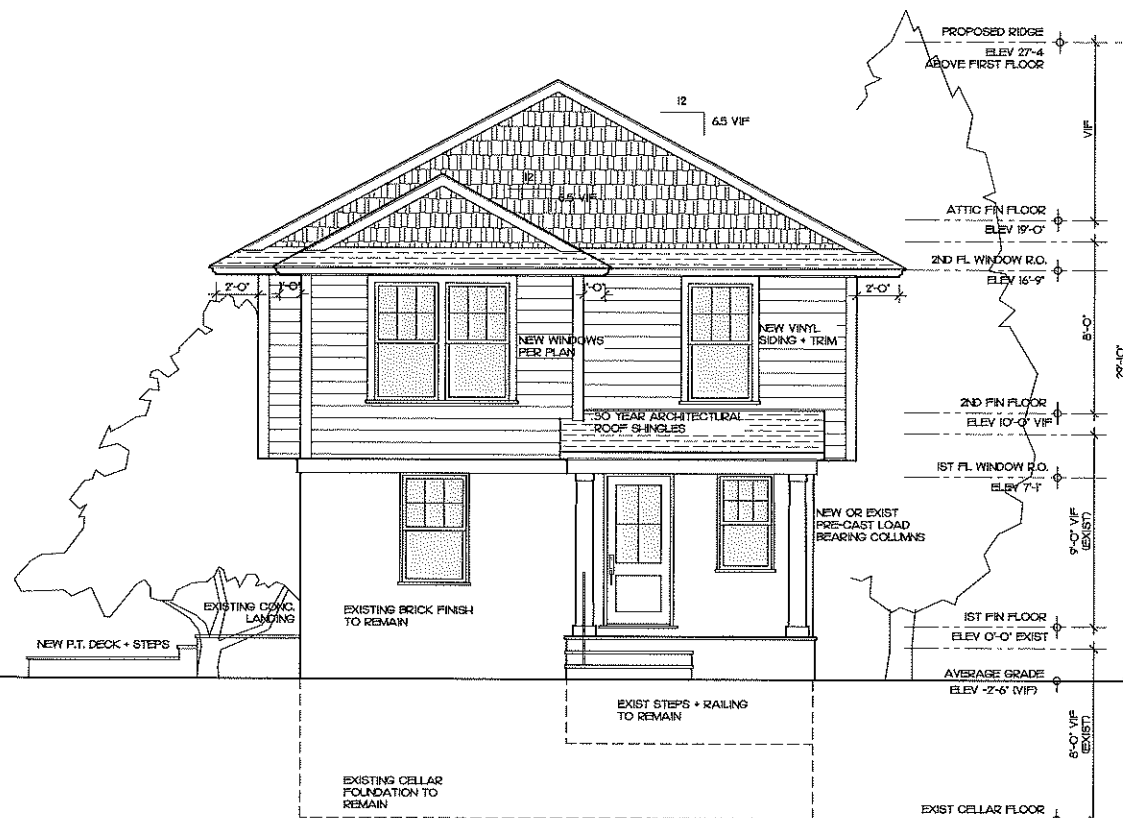 PROPOSED RIDGE
ELEV 27'-4
ABOVE FIRST FLOOR
12
6.5 VIF
VIF
12
6.5 VIF
ATTIC FIN FLOOR
ELEV 19'-0"
2ND FL WINDOW R.O.
ELEV 16'-9"
2'-0"
1'-0"
1'-0"
2'-0"
NEW WINDOWS
PER PLAN
NEW VINYL
SIDING + TRIM
8'-0"
29'-10"
2ND FIN FLOOR
ELEV 10'-0" VIF
30 YEAR ARCHITECTURAL
ROOF SHINGLES
1ST FL WINDOW R.O.
ELEV 7'-1"
NEW OR EXIST
PRE-CAST LOAD
BEARING COLUMNS
9'-0" VIF
(EXIST)
EXISTING CONC.
LANDING
EXISTING BRICK FINISH
TO REMAIN
1ST FIN FLOOR
ELEV 0'-0" EXIST
NEW P.T. DECK + STEPS
AVERAGE GRADE
ELEV -2'-6" (VIF)
EXIST STEPS + RAILING
TO REMAIN
8'-0" VIF
(EXIST)
EXISTING CELLAR
FOUNDATION TO
REMAIN
EXIST CELLAR FLOOR